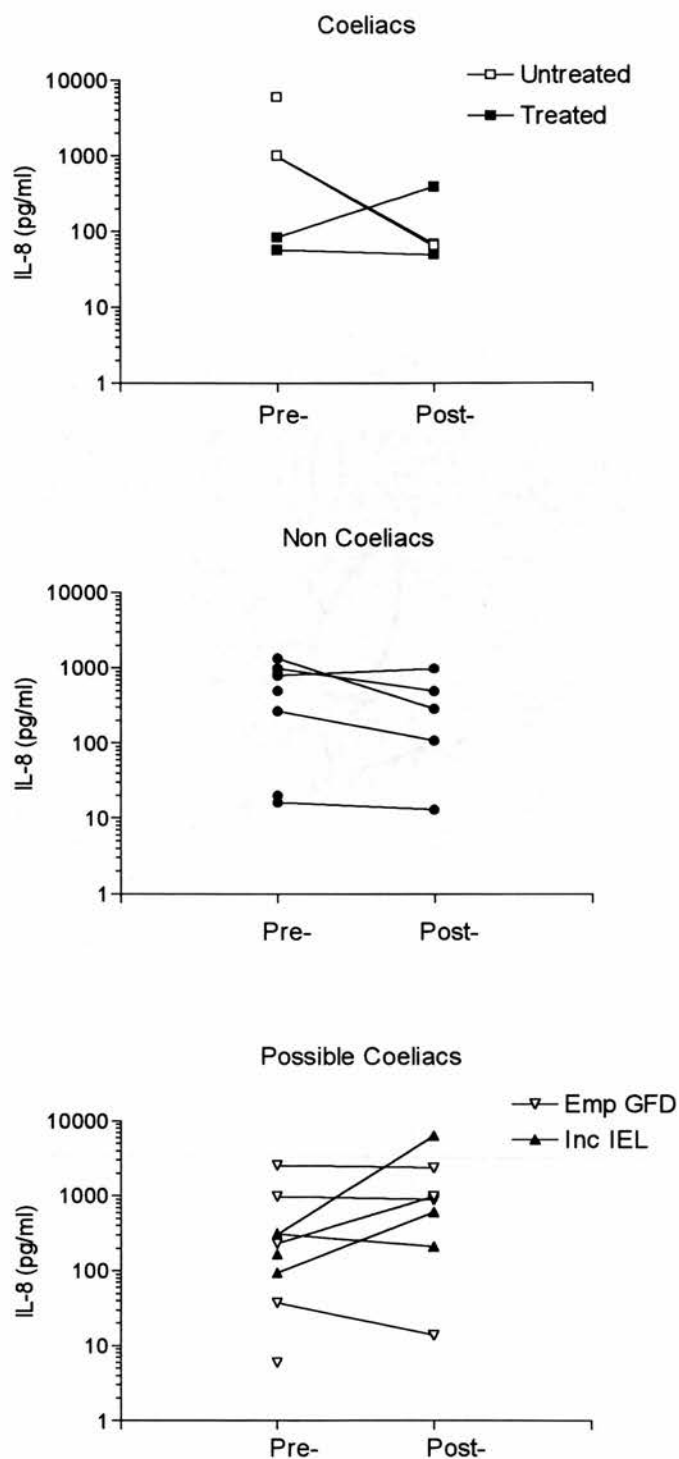 Coeliacs
Untreated
Treated
IL-8 (pg/ml)
10000
1000
100
10
1
Pre- Post-
Non Coeliacs
IL-8 (pg/ml)
10000
1000
100
10
1
Pre- Post-
Possible Coeliacs
Emp GFD
Inc IEL
IL-8 (pg/ml)
10000
1000
100
10
1
Pre- Post-